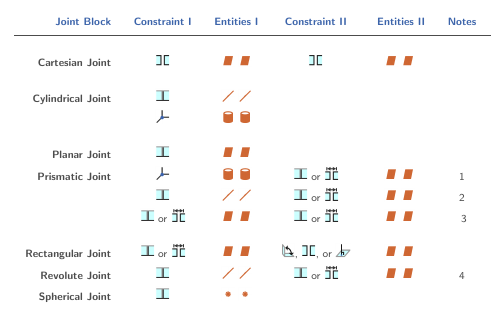 Joint Block Constraint I Entities I Constraint II Entities II Notes
Cartesian Joint
Cylindrical Joint
Planar Joint
Prismatic Joint or 1
or 2
or or 3
Rectangular Joint or , , or
Revolute Joint or 4
Spherical Joint